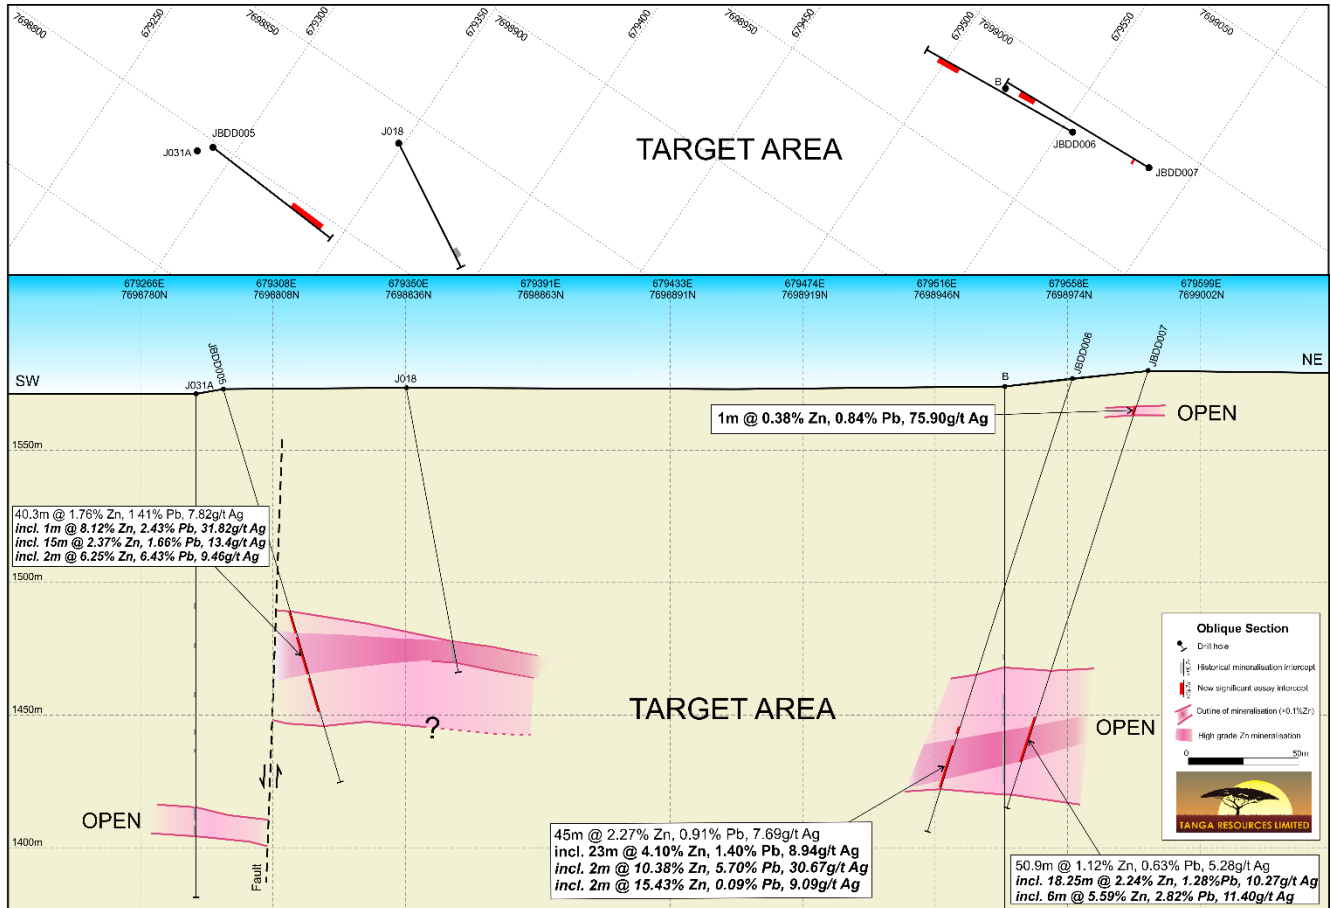 7698800
679250
7698850
679300
679350
7698900
679400
7698950
679450
679500
7699000
679550
7699050
J031A
JBDD005
J018
TARGET AREA
B
JBDD006
JBDD007
679266E
7698780N
679308E
7698808N
679350E
7698836N
679391E
7698863N
679433E
7698891N
679474E
7698919N
679516E
7698946N
679558E
7698974N
679599E
7699002N
SW
NE
J031A
JBDD005
J018
B
JBDD006
JBDD007
1m @ 0.38% Zn, 0.84% Pb, 75.90g/t Ag
OPEN
1550m
40.3m @ 1.76% Zn, 1 41% Pb, 7.82g/t Ag
incl. 1m @ 8.12% Zn, 2.43% Pb, 31.82g/t Ag
incl. 15m @ 2.37% Zn, 1.66% Pb, 13.4g/t Ag
incl. 2m @ 6.25% Zn, 6.43% Pb, 9.46g/t Ag
1500m
1450m
?
TARGET AREA
OPEN
OPEN
1400m
Fault
45m @ 2.27% Zn, 0.91% Pb, 7.69g/t Ag
incl. 23m @ 4.10% Zn, 1.40% Pb, 8.94g/t Ag
incl. 2m @ 10.38% Zn, 5.70% Pb, 30.67g/t Ag
incl. 2m @ 15.43% Zn, 0.09% Pb, 9.09g/t Ag
50.9m @ 1.12% Zn, 0.63% Pb, 5.28g/t Ag
incl. 18.25m @ 2.24% Zn, 1.28%Pb, 10.27g/t Ag
incl. 6m @ 5.59% Zn, 2.82% Pb, 11.40g/t Ag
Oblique Section
Drill hole
Historical mineralisation intercept
New significant assay intercept
Outline of mineralisation (>0.1%Zn)
High grade Zn mineralisation
0
50m
TANGA RESOURCES LIMITED